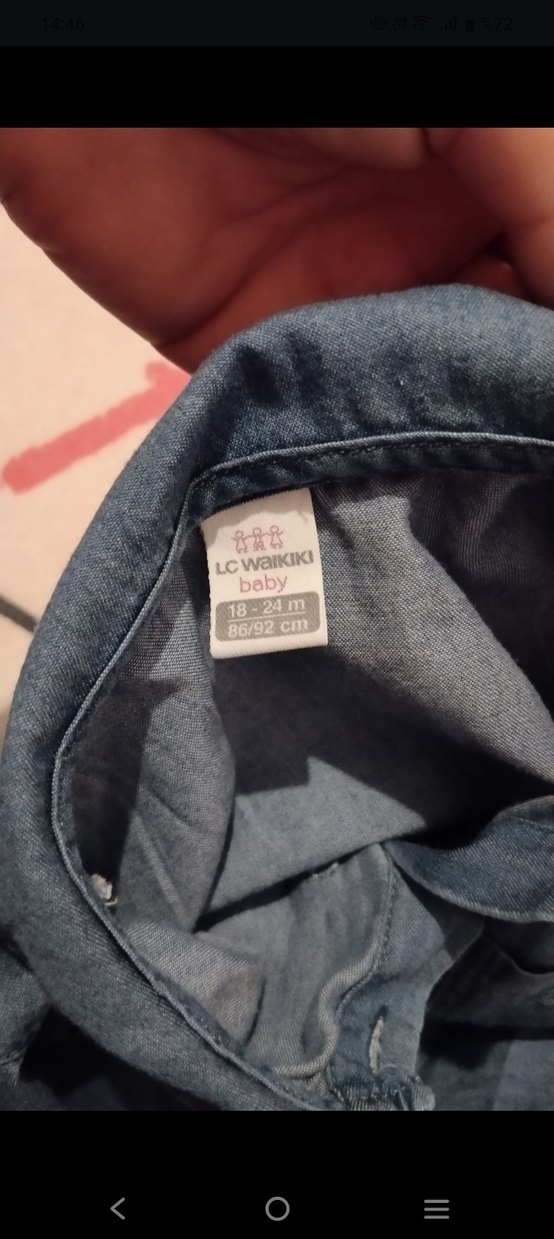 14:46
%72
LC WAIKIKI
baby
18 - 24 m
86/92 cm